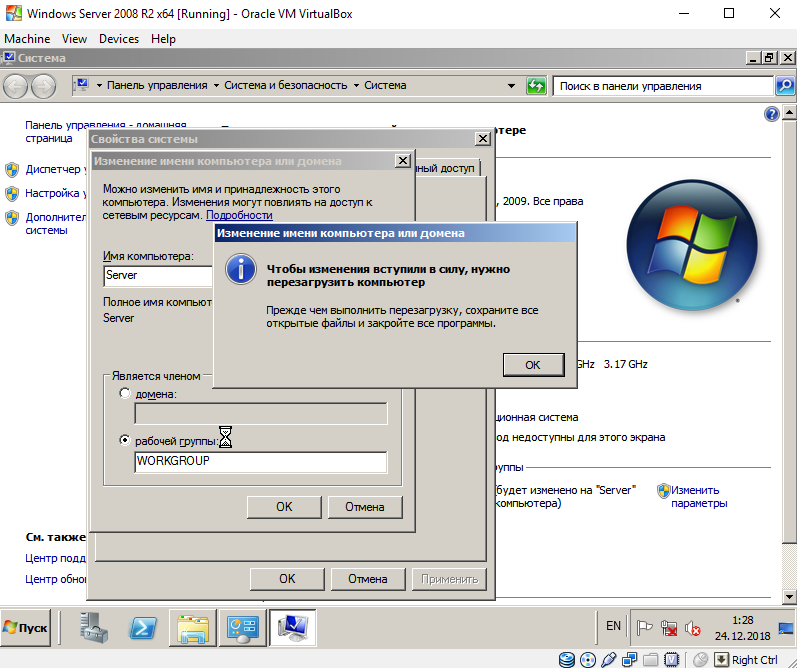 Windows Server 2008 R2 x64 [Running] - Oracle VM VirtualBox
Machine View Devices Help
Система
Панель управления Система и безопасность Система
Поиск в панели управления
Панель управления - домашняя
страница
Диспетчер
Настройка
Дополнител
системы
Свойства системы
Изменение имени компьютера или домена
Можно изменить имя и принадлежность этого
компьютера. Изменения могут повлиять на доступ к
сетевым ресурсам. Подробности
Имя компьютера:
Server
Полное имя компьют
Server
Является членом
домена:
рабочей группы:
WORKGROUP
OK Отмена
OK Отмена Применить
ный доступ
тере
, 2009. Все права
Изменение имени компьютера или домена
Чтобы изменения вступили в силу, нужно
перезагрузить компьютер
Прежде чем выполнить перезагрузку, сохраните все
открытые файлы и закройте все программы.
OK
GHz 3.17 GHz
ционная система
од недоступны для этого экрана
уппы
(будет изменено на "Server"
компьютера)
Изменить
параметры
См. также
Центр подд
Центр обно
Пуск
EN
1:28
24.12.2018
Right Ctrl